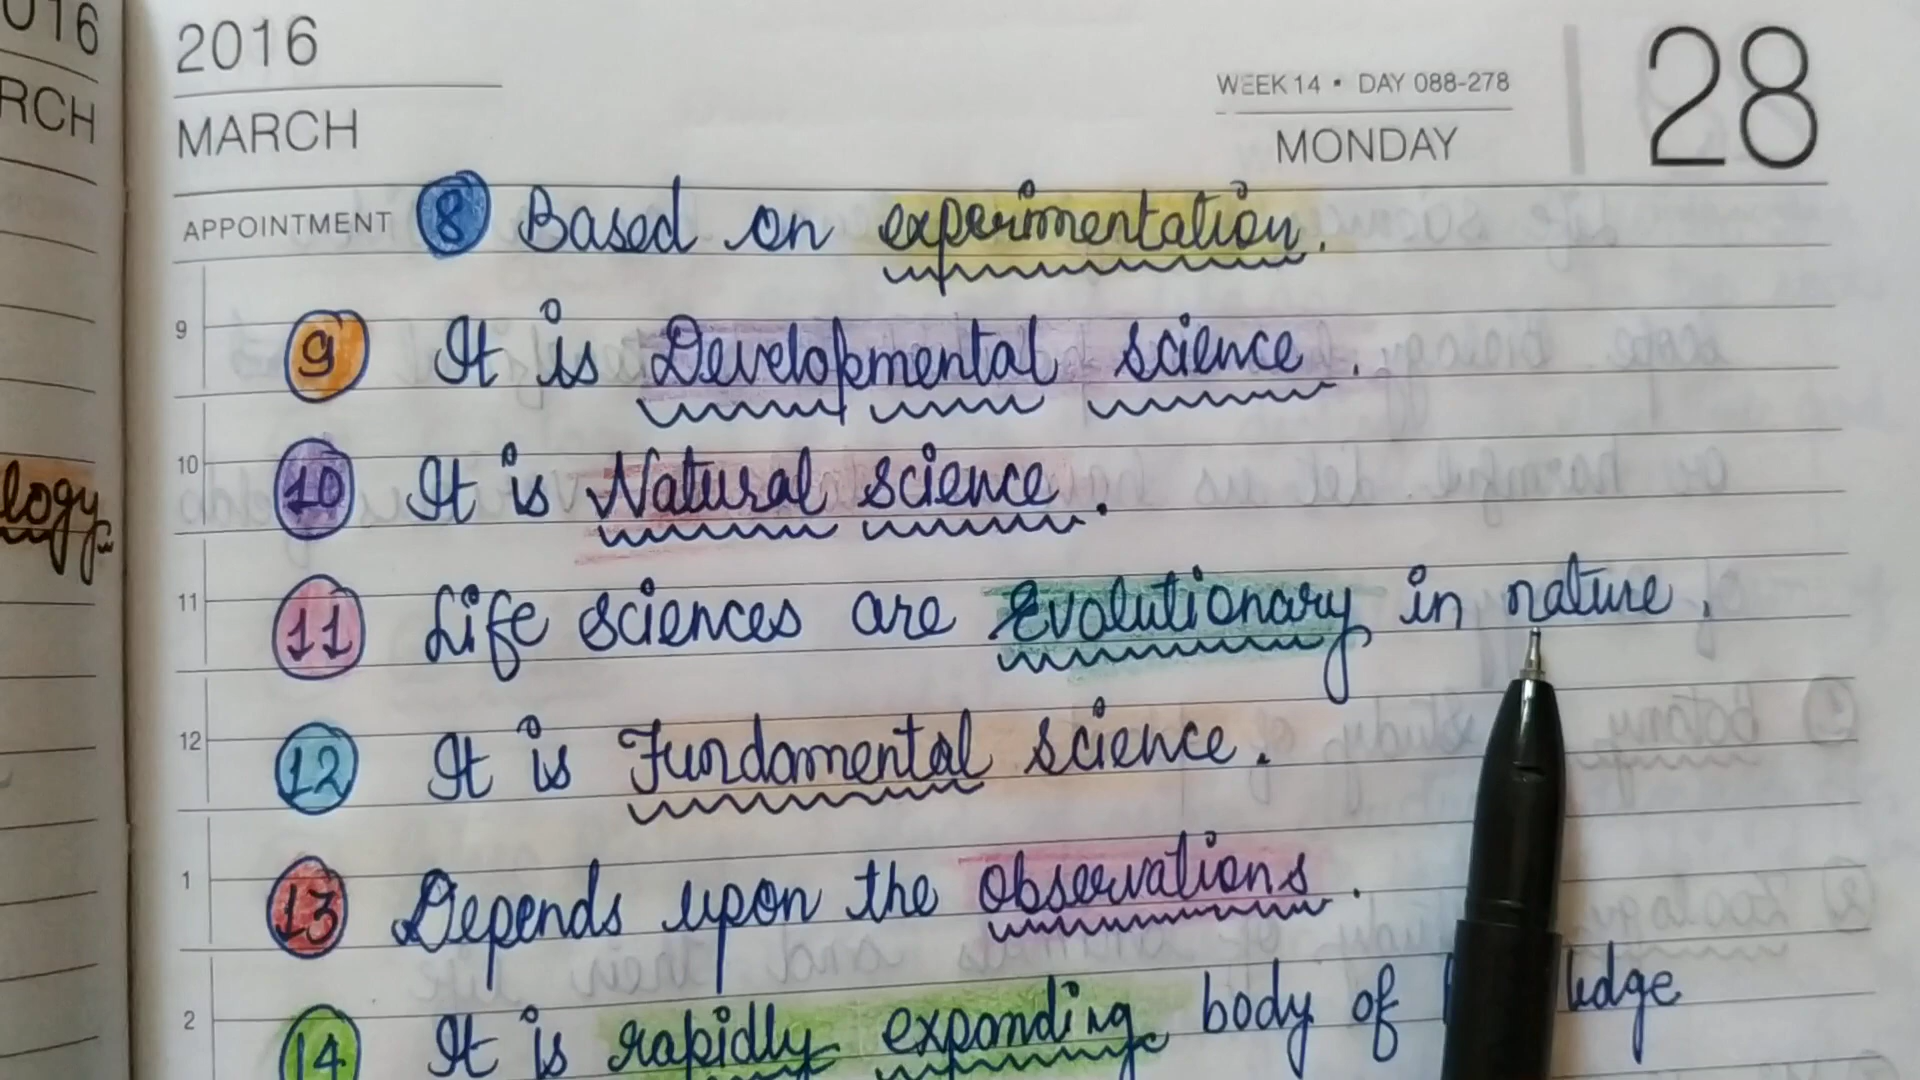 016
RCH
logy
2016
MARCH
WEEK 14 • DAY 088-278
MONDAY
28
APPOINTMENT
8 Based on experimentation.
9
9 It is Developmental science.
10
10 It is Natural science.
11
11 Life sciences are Evolutionary in nature.
12
12 It is Fundamental science.
1
13 Depends upon the observations.
2
14 It is rapidly expanding body of